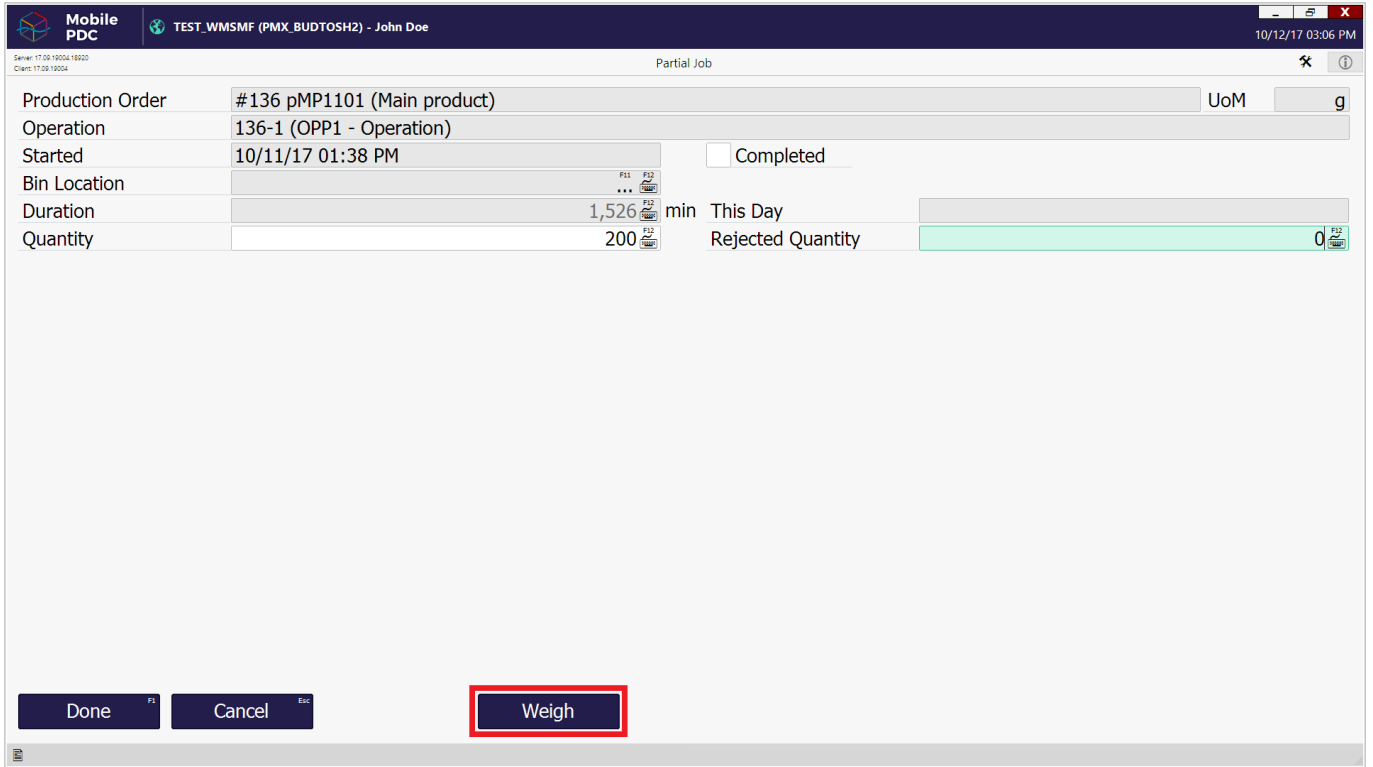 Mobile
PDC
TEST_WMSMF (PMX_BUDTOSH2) - John Doe
X
10/12/17 03:06 PM
Server: 17.09.19004.18920
Client: 17.09.19004
Partial Job
Production Order #136 pMP1101 (Main product) UoM g
Operation 136-1 (OPP1 - Operation)
Started 10/11/17 01:38 PM Completed
Bin Location ... F11 F12
Duration 1,526 F12 min This Day
Quantity 200 F12 Rejected Quantity 0 F12
Done F1 Cancel Esc Weigh